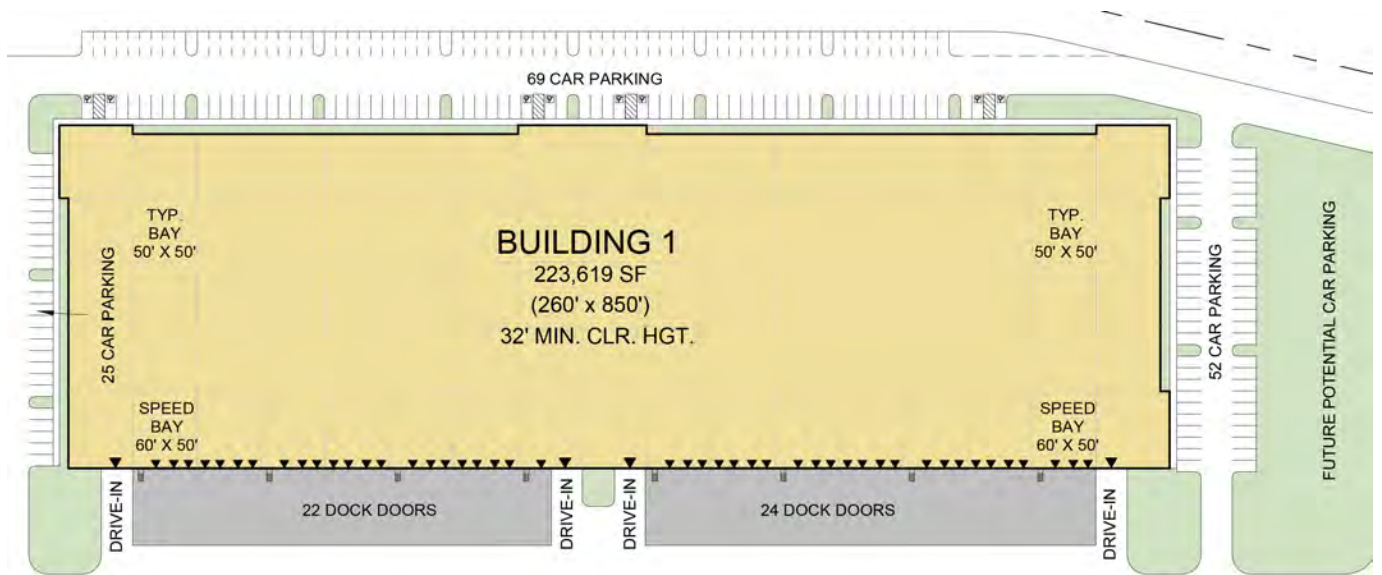 69 CAR PARKING
TYP.
BAY
50' X 50'
BUILDING 1
223,619 SF
(260' x 850')
32' MIN. CLR. HGT.
TYP.
BAY
50' X 50'
25 CAR PARKING
52 CAR PARKING
FUTURE POTENTIAL CAR PARKING
SPEED
BAY
60' X 50'
SPEED
BAY
60' X 50'
DRIVE-IN
22 DOCK DOORS
DRIVE-IN
DRIVE-IN
24 DOCK DOORS
DRIVE-IN